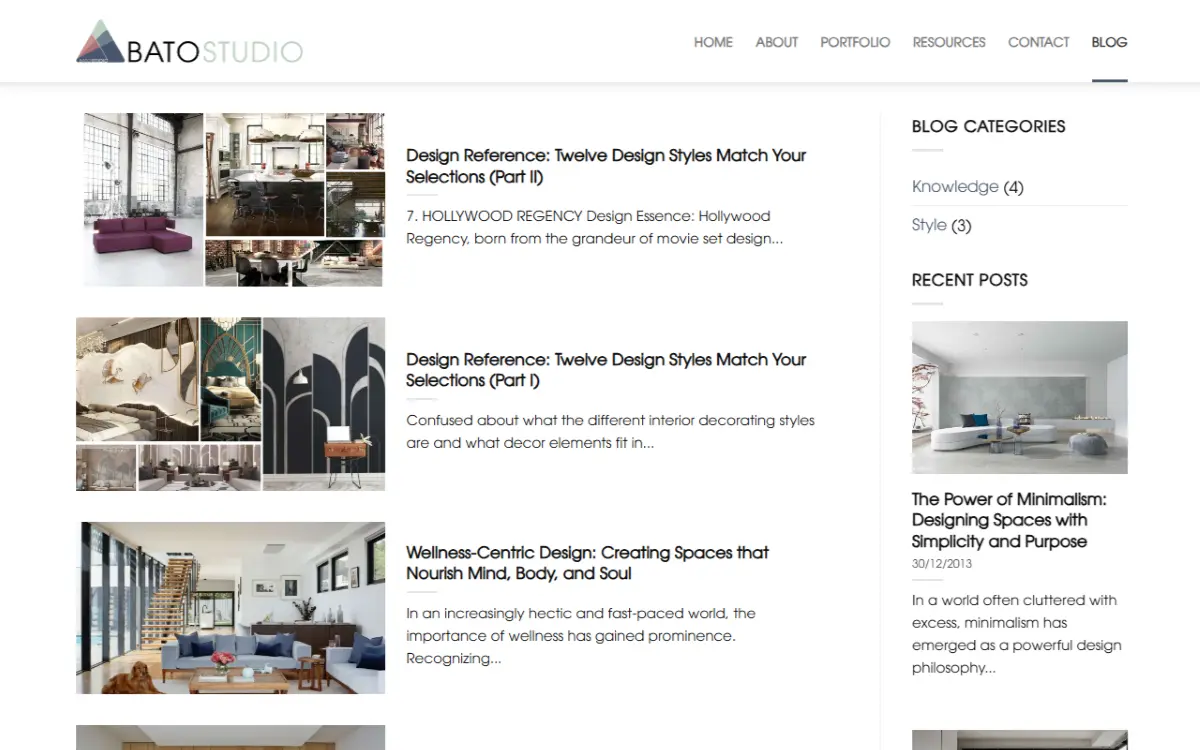 BATOSTUDIO
HOME ABOUT PORTFOLIO RESOURCES CONTACT BLOG
Design Reference: Twelve Design Styles Match Your
Selections (Part II)
7. HOLLYWOOD REGENCY Design Essence: Hollywood
Regency, born from the grandeur of movie set design...
Design Reference: Twelve Design Styles Match Your
Selections (Part I)
Confused about what the different interior decorating styles
are and what decor elements fit in...
Wellness-Centric Design: Creating Spaces that
Nourish Mind, Body, and Soul
In an increasingly hectic and fast-paced world, the
importance of wellness has gained prominence.
Recognizing...
BLOG CATEGORIES
Knowledge (4)
Style (3)
RECENT POSTS
The Power of Minimalism:
Designing Spaces with
Simplicity and Purpose
30/12/2013
In a world often cluttered with
excess, minimalism has
emerged as a powerful design
philosophy...